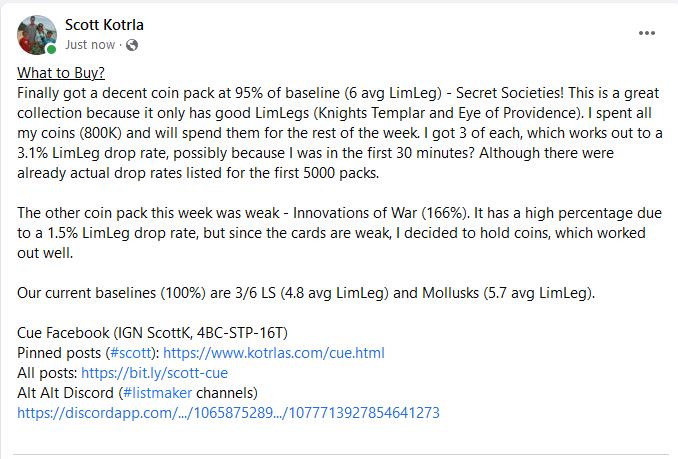 Scott Kotrla
Just now ·
What to Buy?
Finally got a decent coin pack at 95% of baseline (6 avg LimLeg) - Secret Societies! This is a great
collection because it only has good LimLegs (Knights Templar and Eye of Providence). I spent all
my coins (800K) and will spend them for the rest of the week. I got 3 of each, which works out to a
3.1% LimLeg drop rate, possibly because I was in the first 30 minutes? Although there were
already actual drop rates listed for the first 5000 packs.
The other coin pack this week was weak - Innovations of War (166%). It has a high percentage due
to a 1.5% LimLeg drop rate, but since the cards are weak, I decided to hold coins, which worked
out well.
Our current baselines (100%) are 3/6 LS (4.8 avg LimLeg) and Mollusks (5.7 avg LimLeg).
Cue Facebook (IGN ScottK, 4BC-STP-16T)
Pinned posts (#scott): https://www.kotrlas.com/cue.html
All posts: https://bit.ly/scott-cue
Alt Alt Discord (#listmaker channels)
https://discordapp.com/.../1065875289.../1077713927854641273